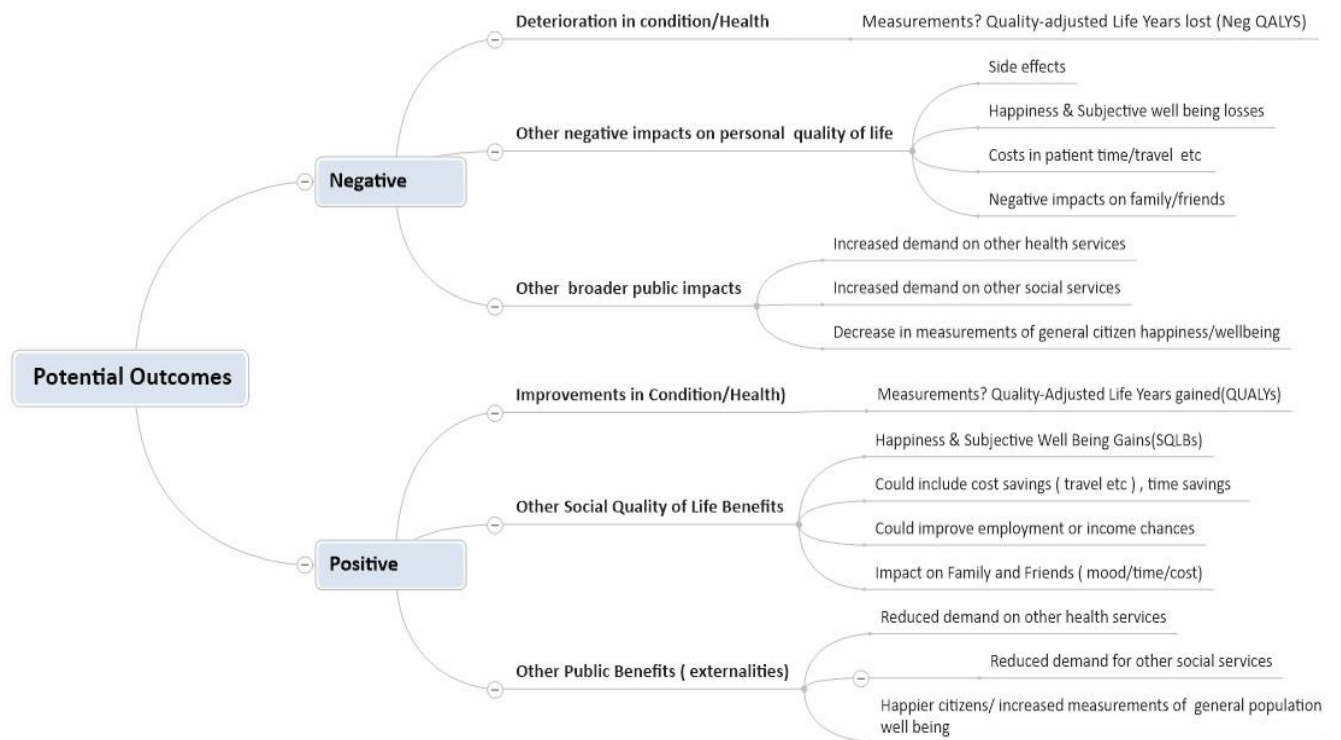 Deterioration in condition/Health
Measurements? Quality-adjusted Life Years lost (Neg QALYS)
Side effects
Happiness & Subjective well being losses
Other negative impacts on personal quality of life
Costs in patient time/travel etc
Negative
Negative impacts on family/friends
Increased demand on other health services
Other broader public impacts
Increased demand on other social services
Decrease in measurements of general citizen happiness/wellbeing
Potential Outcomes
Improvements in Condition/Health)
Measurements? Quality-Adjusted Life Years gained(QUALYs)
Happiness & Subjective Well Being Gains(SQLBs)
Could include cost savings ( travel etc ) , time savings
Other Social Quality of Life Benefits
Could improve employment or income chances
Positive
Impact on Family and Friends ( mood/time/cost)
Reduced demand on other health services
Other Public Benefits ( externalities)
Reduced demand for other social services
Happier citizens/ increased measurements of general population
well being